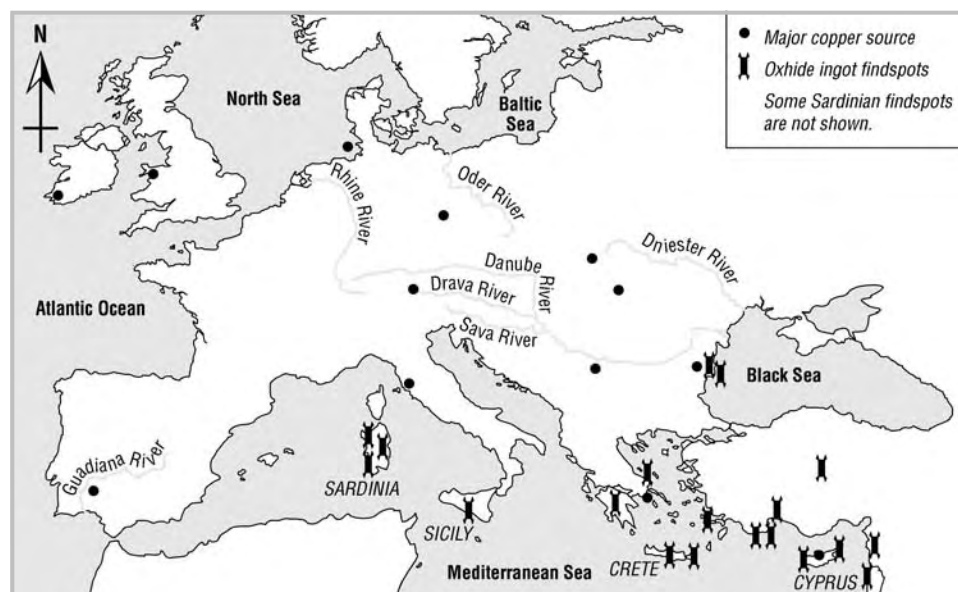 N
Major copper source
Oxhide ingot findspots
Some Sardinian findspots
are not shown.
North Sea
Baltic
Sea
Rhine River
Oder River
Dniester River
Danube
River
Drava River
Atlantic Ocean
Sava River
Black Sea
Guadiana River
SARDINIA
SICILY
CRETE
Mediterranean Sea
CYPRUS